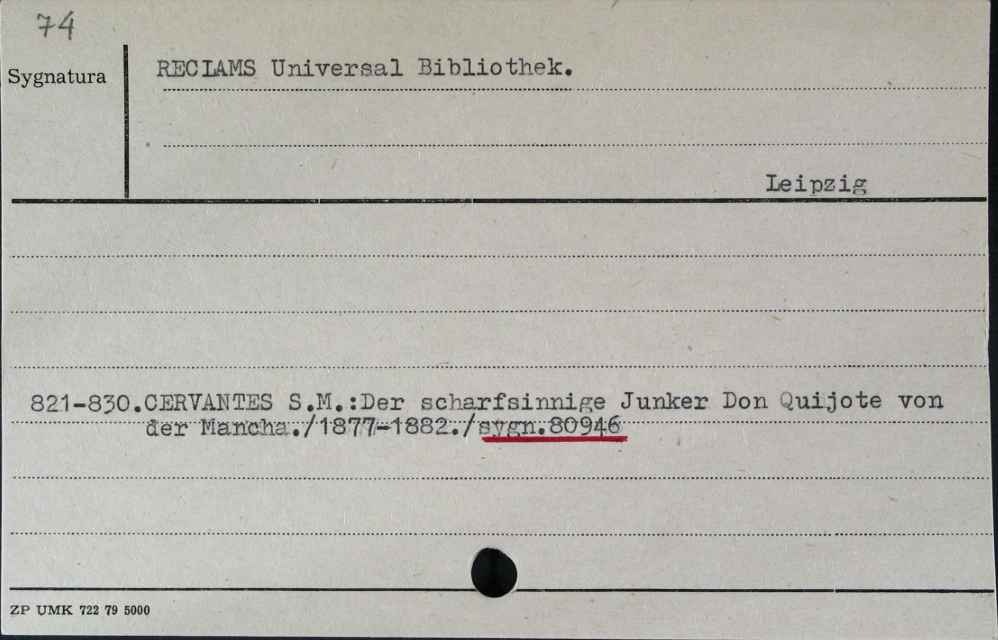 74
Sygnatura
RECLAMS Universal Bibliothek.
Leipzig
821-830.CERVANTES S.M.:Der scharfsinnige Junker Don Quijote von
der Mancha./1877-1882./sygn.80946
ZP UMK 722 79 5000